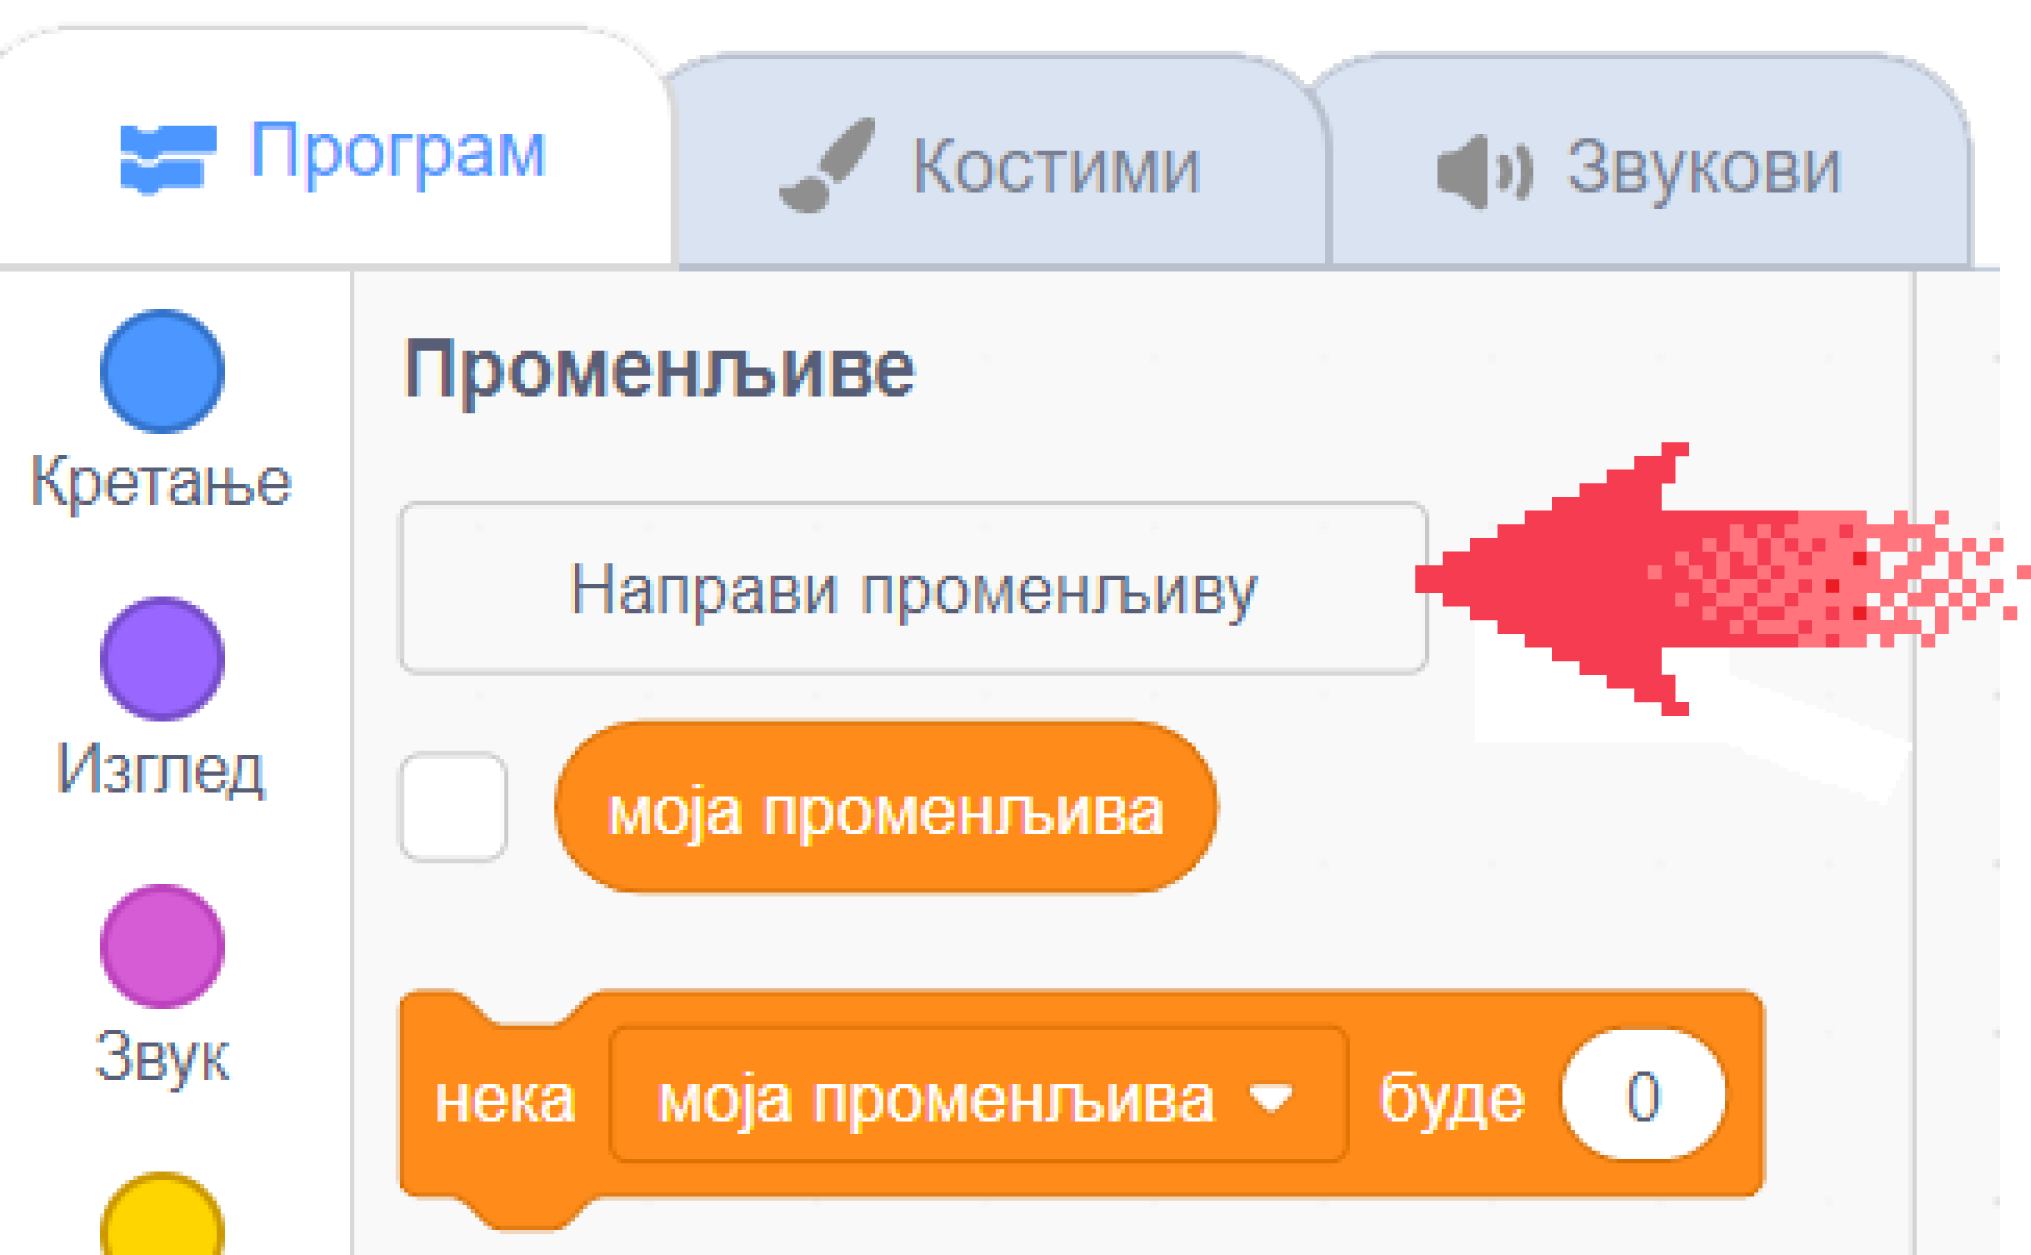 Програм Костими Звукови
Променљиве
Кретање
Направи променљиву
Изглед
моја променљива
Звук
нека моја променљива буде 0